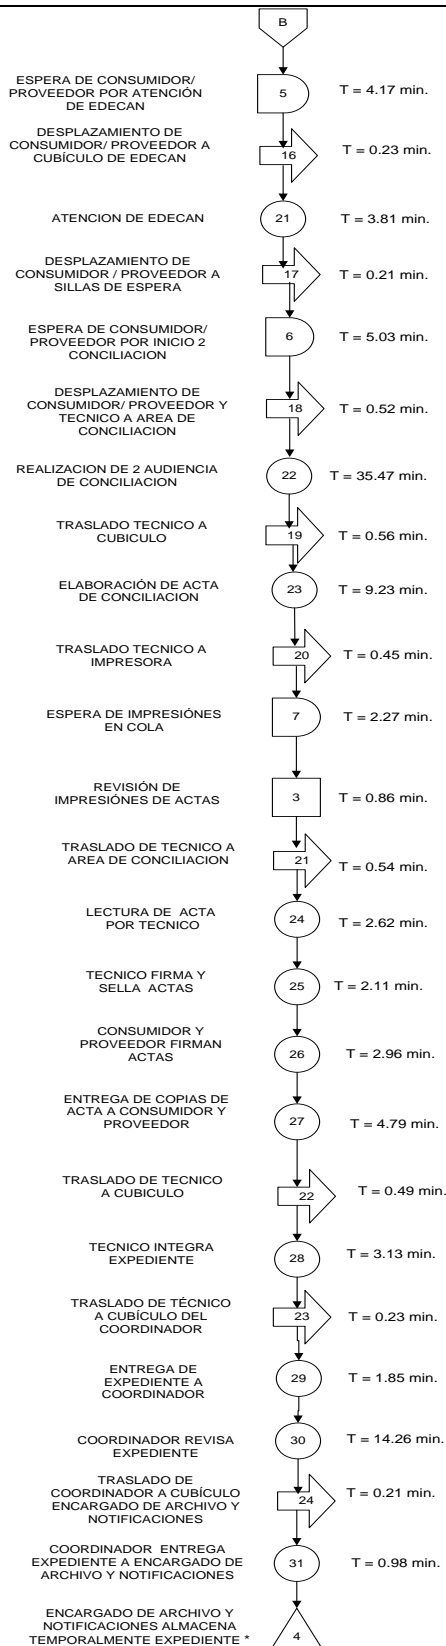 B
ESPERA DE CONSUMIDOR/
PROVEEDOR POR ATENCIÓN
DE EDECAN
5
T = 4.17 min.
DESPLAZAMIENTO DE
CONSUMIDOR/ PROVEEDOR A
CUBÍCULO DE EDECAN
16
T = 0.23 min.
ATENCION DE EDECAN
21
T = 3.81 min.
DESPLAZAMIENTO DE
CONSUMIDOR / PROVEEDOR A
SILLAS DE ESPERA
17
T = 0.21 min.
ESPERA DE CONSUMIDOR/
PROVEEDOR POR INICIO 2
CONCILIACION
6
T = 5.03 min.
DESPLAZAMIENTO DE
CONSUMIDOR/ PROVEEDOR Y
TECNICO A AREA DE
CONCILIACION
18
T = 0.52 min.
REALIZACION DE 2 AUDIENCIA
DE CONCILIACION
22
T = 35.47 min.
TRASLADO TECNICO A
CUBICULO
19
T = 0.56 min.
ELABORACIÓN DE ACTA
DE CONCILIACION
23
T = 9.23 min.
TRASLADO TECNICO A
IMPRESORA
20
T = 0.45 min.
ESPERA DE IMPRESIÓNES
EN COLA
7
T = 2.27 min.
REVISIÓN DE
IMPRESIÓNES DE ACTAS
3
T = 0.86 min.
TRASLADO DE TECNICO A
AREA DE CONCILIACION
21
T = 0.54 min.
LECTURA DE ACTA
POR TECNICO
24
T = 2.62 min.
TECNICO FIRMA Y
SELLA ACTAS
25
T = 2.11 min.
CONSUMIDOR Y
PROVEEDOR FIRMAN
ACTAS
26
T = 2.96 min.
ENTREGA DE COPIAS DE
ACTA A CONSUMIDOR Y
PROVEEDOR
27
T = 4.79 min.
TRASLADO DE TECNICO
A CUBICULO
22
T = 0.49 min.
TECNICO INTEGRA
EXPEDIENTE
28
T = 3.13 min.
TRASLADO DE TÉCNICO
A CUBÍCULO DEL
COORDINADOR
23
T = 0.23 min.
ENTREGA DE
EXPEDIENTE A
COORDINADOR
29
T = 1.85 min.
COORDINADOR REVISA
EXPEDIENTE
30
T = 14.26 min.
TRASLADO DE
COORDINADOR A CUBÍCULO
ENCARGADO DE ARCHIVO Y
NOTIFICACIONES
24
T = 0.21 min.
COORDINADOR ENTREGA
EXPEDIENTE A ENCARGADO DE
ARCHIVO Y NOTIFICACIONES
31
T = 0.98 min.
ENCARGADO DE ARCHIVO Y
NOTIFICACIONES ALMACENA
TEMPORALMENTE EXPEDIENTE *
4